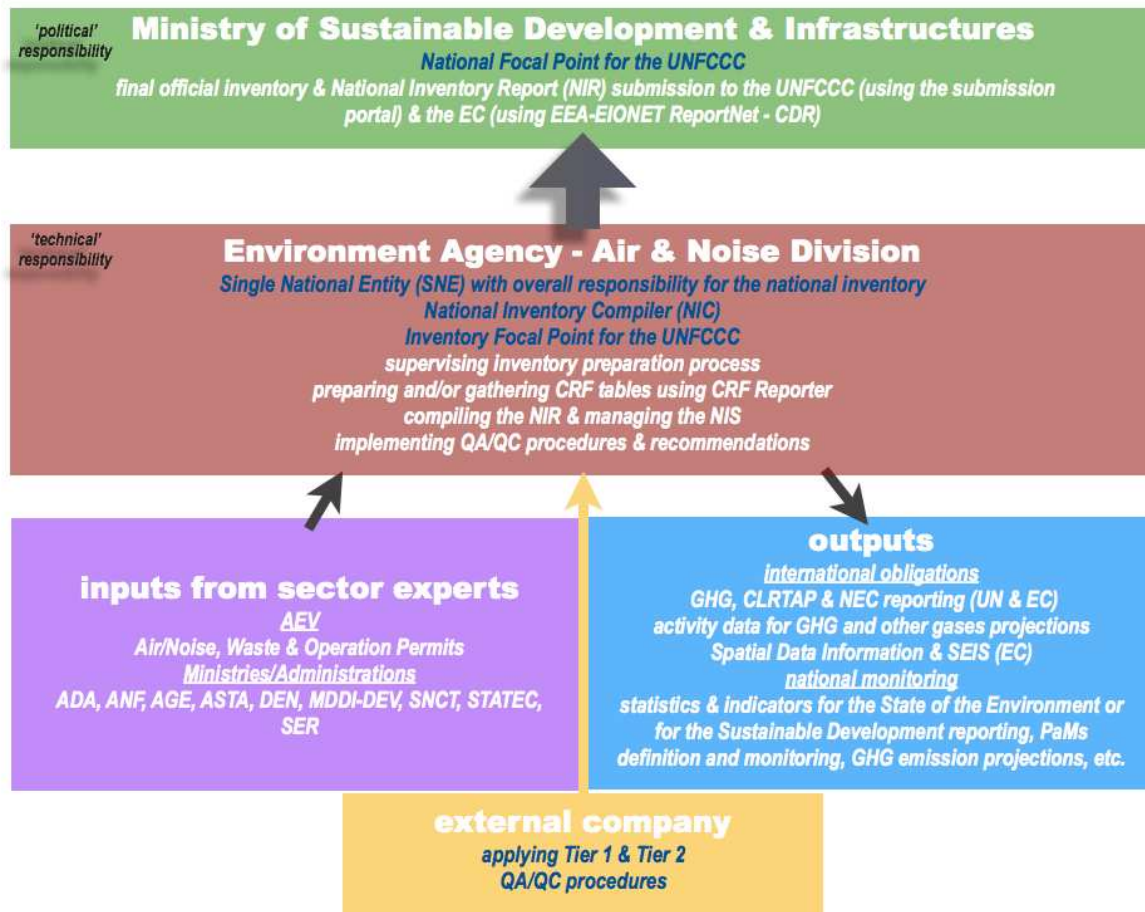 'political'
responsibility
Ministry of Sustainable Development & Infrastructures
National Focal Point for the UNFCCC
final official inventory & National Inventory Report (NIR) submission to the UNFCCC (using the submission
portal) & the EC (using EEA-EIONET ReportNet - CDR)
'technical'
responsibility
Environment Agency - Air & Noise Division
Single National Entity (SNE) with overall responsibility for the national inventory
National Inventory Compiler (NIC)
Inventory Focal Point for the UNFCCC
supervising inventory preparation process
preparing and/or gathering CRF tables using CRF Reporter
compiling the NIR & managing the NIS
implementing QA/QC procedures & recommendations
inputs from sector experts
AEV
Air/Noise, Waste & Operation Permits
Ministries/Administrations
ADA, ANF, AGE, ASTA, DEN, MDDI-DEV, SNCT, STATEC,
SER
outputs
international obligations
GHG, CLRTAP & NEC reporting (UN & EC)
activity data for GHG and other gases projections
Spatial Data Information & SEIS (EC)
national monitoring
statistics & indicators for the State of the Environment or
for the Sustainable Development reporting, PaMs
definition and monitoring, GHG emission projections, etc.
external company
applying Tier 1 & Tier 2
QA/QC procedures